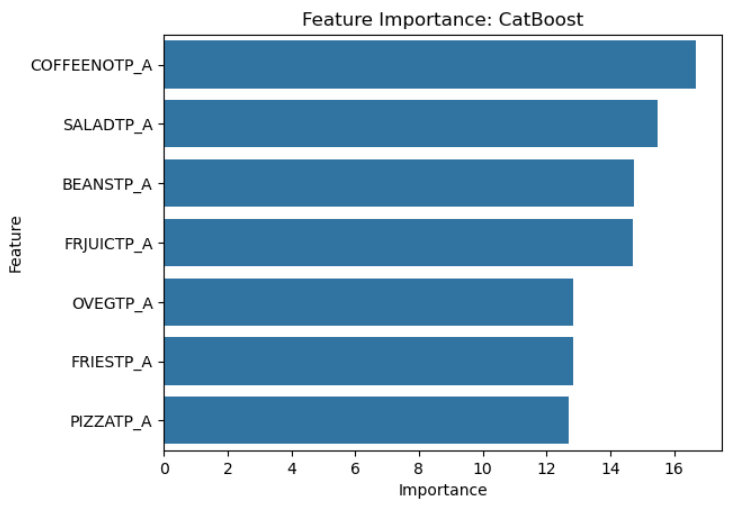 Feature Importance: CatBoost
COFFEENOTP_A
SALADTP_A
BEANSTP_A
FRJUICTP_A
OVEGTP_A
FRIESTP_A
PIZZATP_A
Feature
0 2 4 6 8 10 12 14 16
Importance